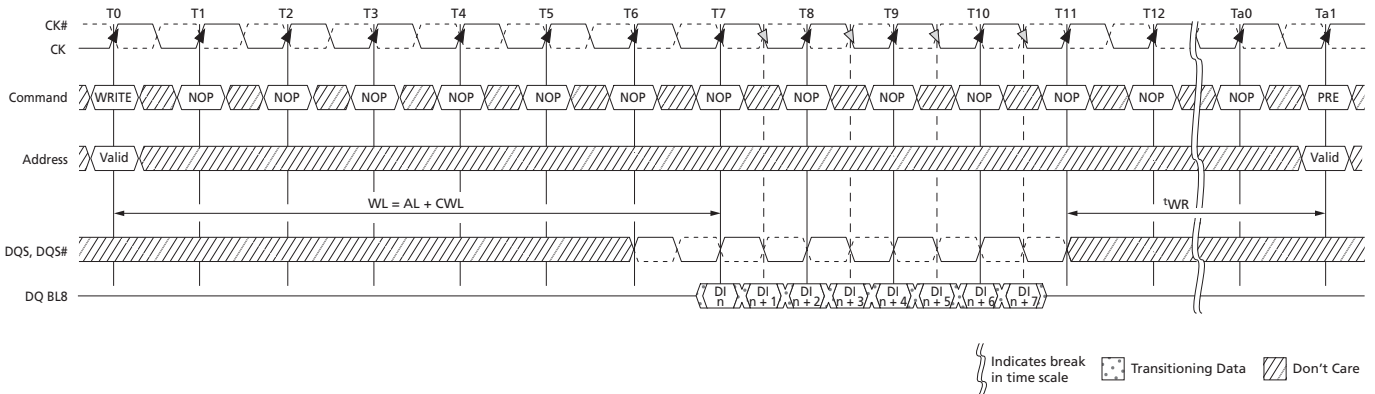 T0 T1 T2 T3 T4 T5 T6 T7 T8 T9 T10 T11 T12 Ta0 Ta1
CK#
CK
Command WRITE NOP NOP NOP NOP NOP NOP NOP NOP NOP NOP NOP NOP NOP PRE
Address Valid Valid
WL = AL + CWL tWR
DQS, DQS#
DQ BL8 DI n DI n + 1 DI n + 2 DI n + 3 DI n + 4 DI n + 5 DI n + 6 DI n + 7
Indicates break
in time scale
Transitioning Data
Don't Care